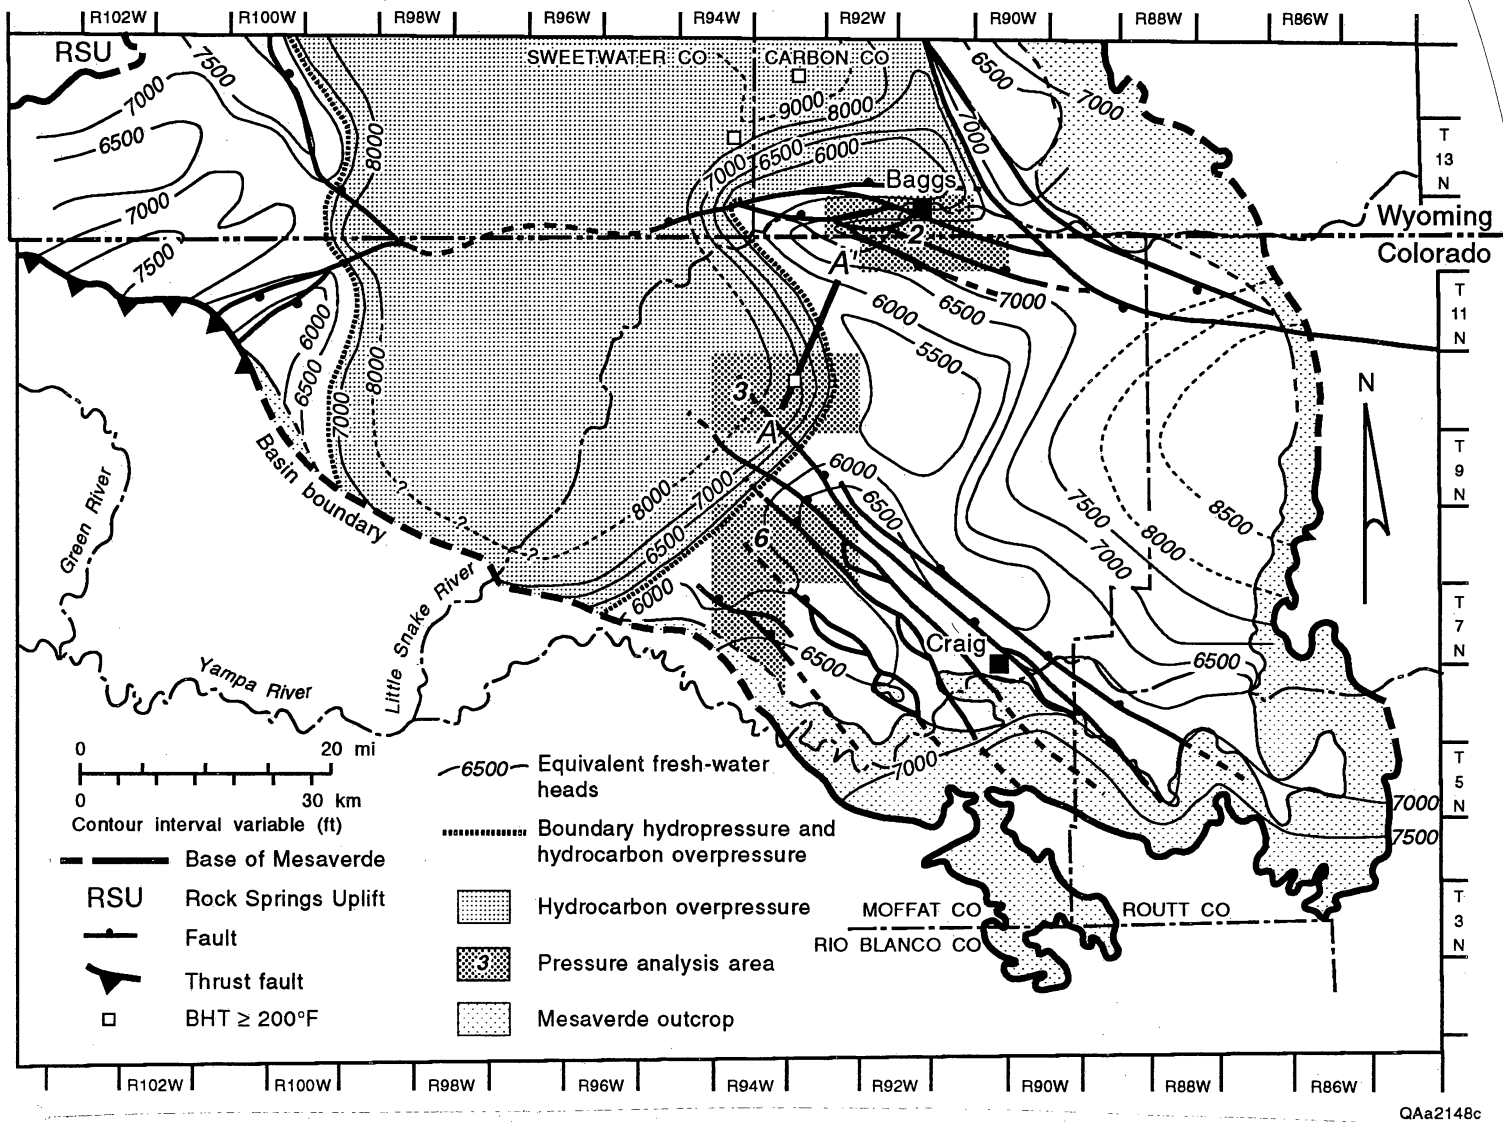 R102W R100W R98W R96W R94W R92W R90W R88W R86W
RSU
SWEETWATER CO
CARBON CO
7500
7000
6500
7000
7500
8000
9000
8000
7000
6500
6000
6500
7000
7000
T
13
N
Baggs
2
Wyoming
Colorado
A'
7000
6500
6000
5500
T
11
N
6000
6500
7000
8000
3
A
N
Basin boundary
Green River
?
?
?
8000
7000
6500
6000
6000
6500
6
7500
8000
8500
7000
T
9
N
T
7
N
Little Snake River
Yampa River
Craig
6500
6500
7000
T
5
N
7000
7500
0 20 mi
0 30 km
Contour interval variable (ft)
Base of Mesaverde
RSU Rock Springs Uplift
Fault
Thrust fault
BHT ≥ 200°F
6500 Equivalent fresh-water
heads
Boundary hydropressure and
hydrocarbon overpressure
Hydrocarbon overpressure
3 Pressure analysis area
Mesaverde outcrop
MOFFAT CO
ROUTT CO
RIO BLANCO CO
T
3
N
R102W R100W R98W R96W R94W R92W R90W R88W R86W
QAa2148c